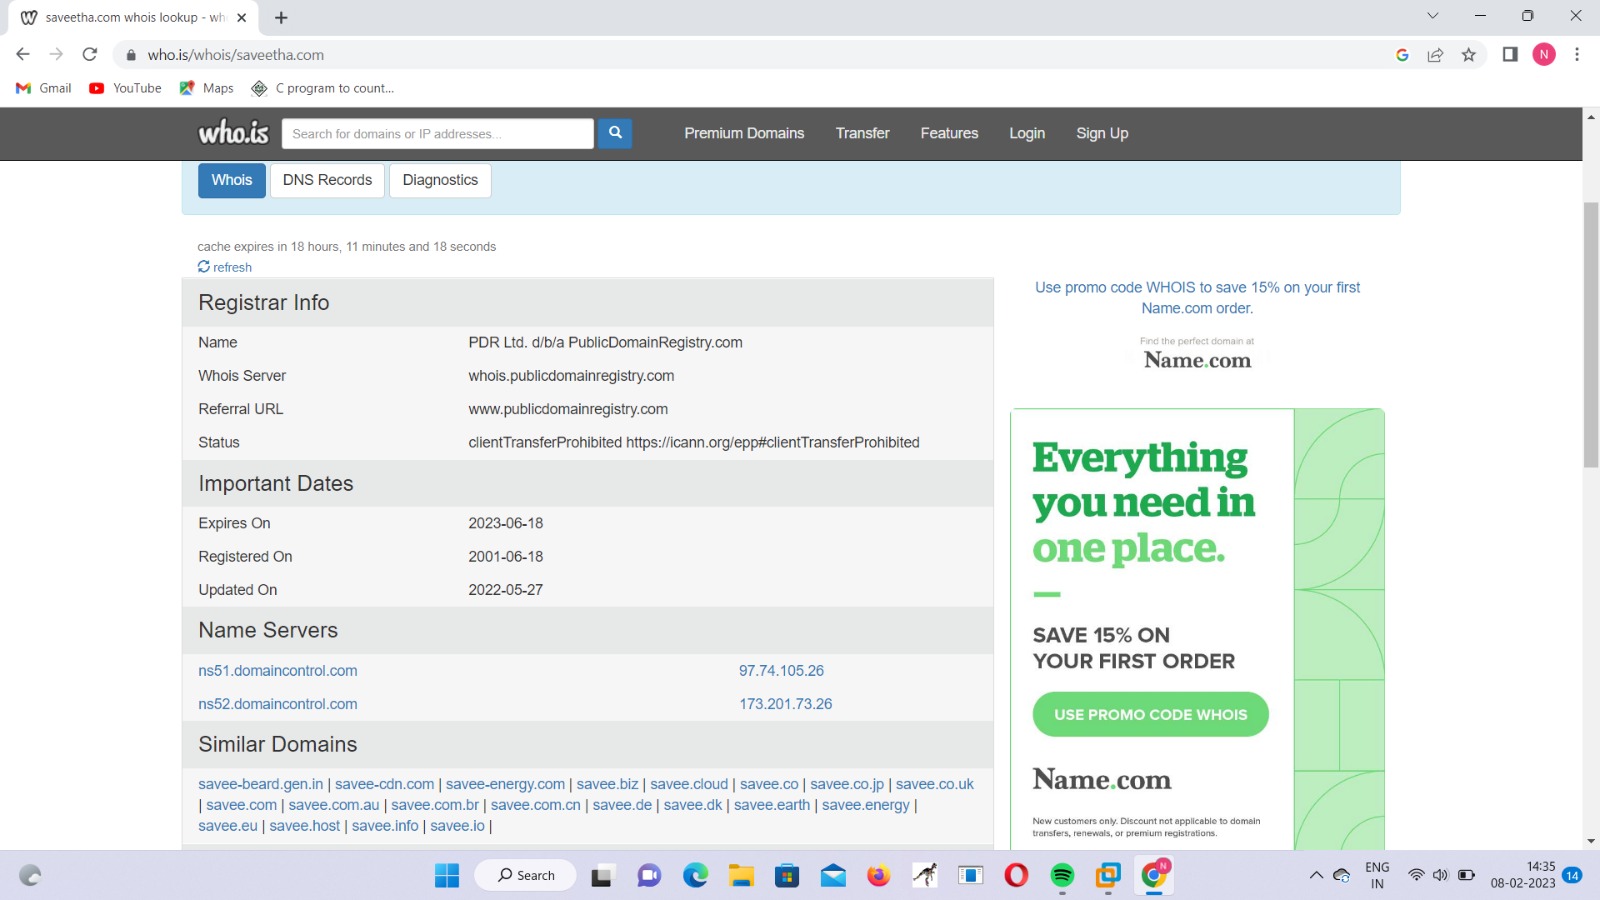 saveetha.com whois lookup - wh
who.is/whois/saveetha.com
N
Gmail
YouTube
Maps
C program to count...
who.is
Search for domains or IP addresses...
Premium Domains
Transfer
Features
Login
Sign Up
Whois
DNS Records
Diagnostics
cache expires in 18 hours, 11 minutes and 18 seconds
refresh
Registrar Info
Name PDR Ltd. d/b/a PublicDomainRegistry.com
Whois Server whois.publicdomainregistry.com
Referral URL www.publicdomainregistry.com
Status clientTransferProhibited https://icann.org/epp#clientTransferProhibited
Important Dates
Expires On 2023-06-18
Registered On 2001-06-18
Updated On 2022-05-27
Name Servers
ns51.domaincontrol.com 97.74.105.26
ns52.domaincontrol.com 173.201.73.26
Similar Domains
savee-beard.gen.in | savee-cdn.com | savee-energy.com | savee.biz | savee.cloud | savee.co | savee.co.jp | savee.co.uk
| savee.com | savee.com.au | savee.com.br | savee.com.cn | savee.de | savee.dk | savee.earth | savee.energy |
savee.eu | savee.host | savee.info | savee.io |
Use promo code WHOIS to save 15% on your first
Name.com order.
Find the perfect domain at
Name.com
Everything
you need in
one place.
SAVE 15% ON
YOUR FIRST ORDER
USE PROMO CODE WHOIS
Name.com
New customers only. Discount not applicable to domain
transfers, renewals, or premium registrations.
Search
N
ENG
IN
14:35
08-02-2023
14